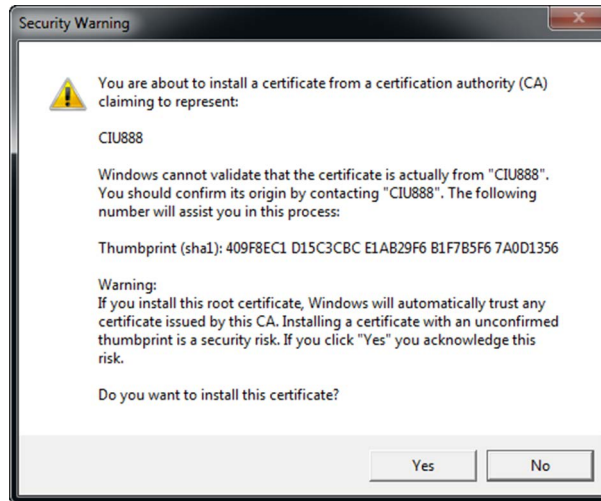 Security Warning
You are about to install a certificate from a certification authority (CA)
claiming to represent:
CIU888
Windows cannot validate that the certificate is actually from "CIU888".
You should confirm its origin by contacting "CIU888". The following
number will assist you in this process:
Thumbprint (sha1): 409F8EC1 D15C3CBC E1AB29F6 B1F7B5F6 7A0D1356
Warning:
If you install this root certificate, Windows will automatically trust any
certificate issued by this CA. Installing a certificate with an unconfirmed
thumbprint is a security risk. If you click "Yes" you acknowledge this
risk.
Do you want to install this certificate?
Yes No